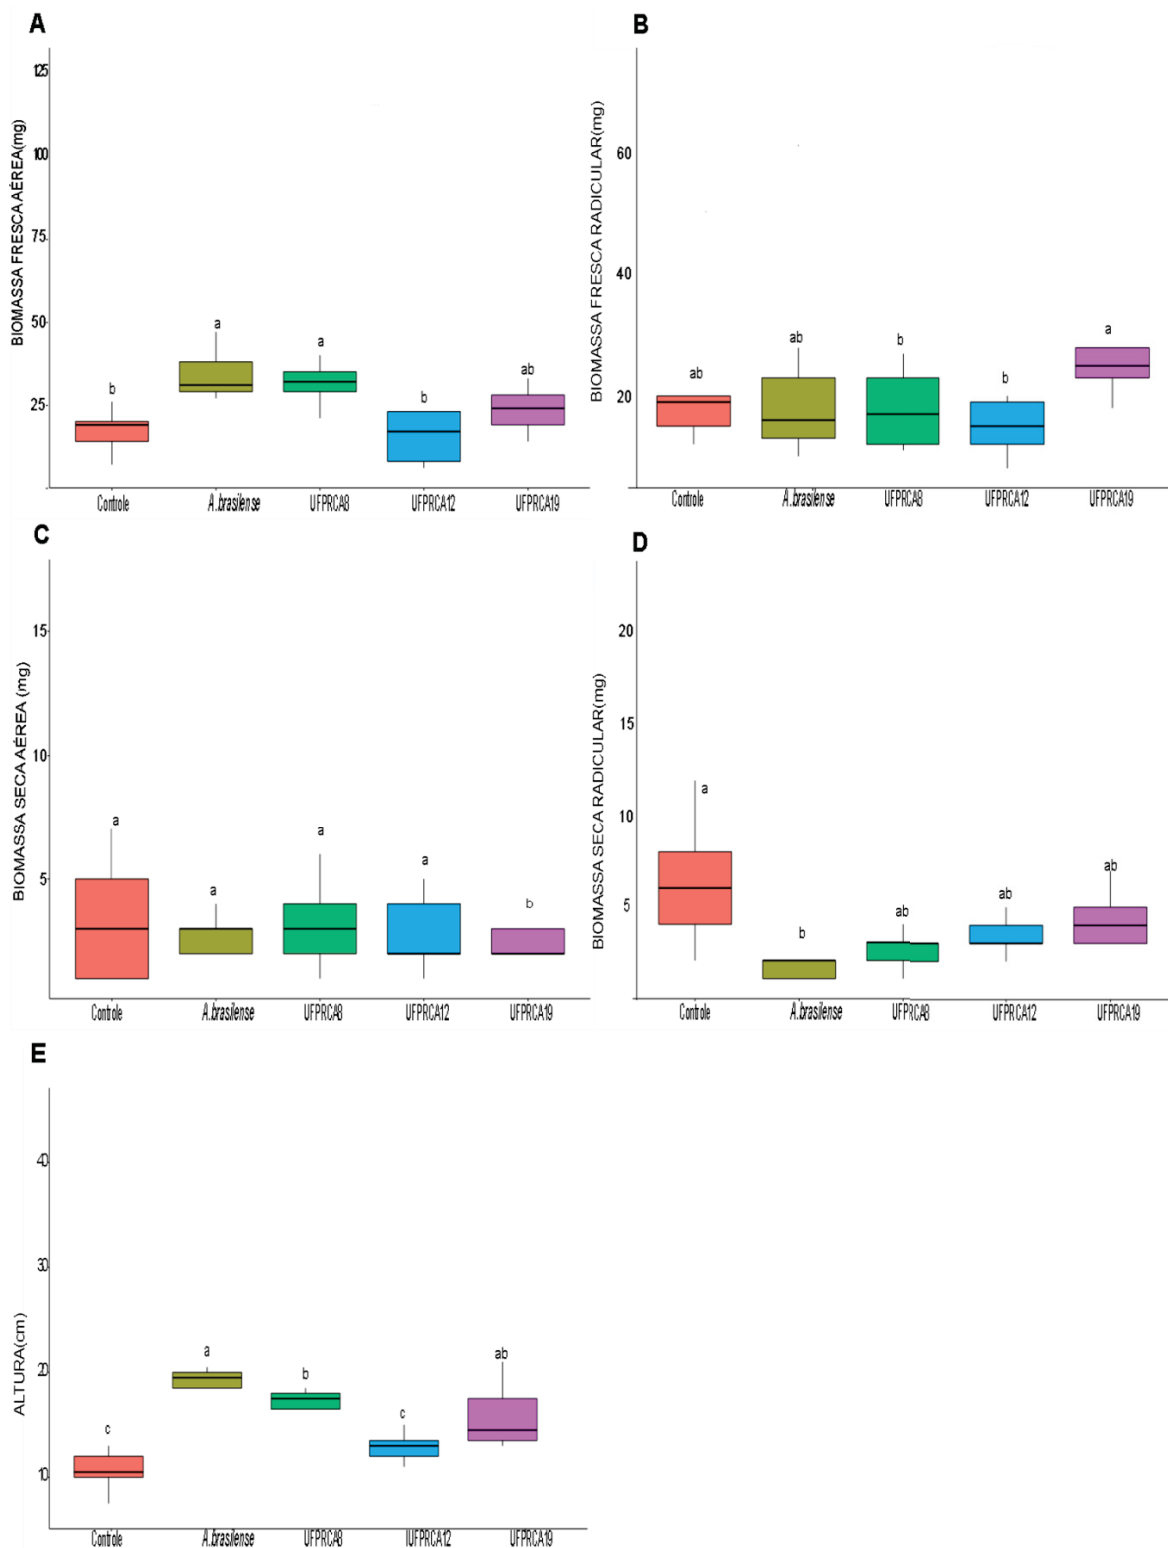 A
BIOMASSA FRESCA AÉREA(mg)
125
100
75
50
25
b
a
a
b
ab
Controle
A.brasilense
UFPRCA8
UFPRCA12
UFPRCA19
B
BIOMASSA FRESCA RADICULAR(mg)
60
40
20
ab
ab
b
b
a
Controle
A.brasilense
UFPRCA8
UFPRCA12
UFPRCA19
C
BIOMASSA SECA AÉREA (mg)
15
10
5
a
a
a
a
b
Controle
A.brasilense
UFPRCA8
UFPRCA12
UFPRCA19
D
BIOMASSA SECA RADICULAR(mg)
20
15
10
5
a
b
ab
ab
ab
Controle
A.brasilense
UFPRCA8
UFPRCA12
UFPRCA19
E
ALTURA(cm)
40
30
20
10
c
a
b
c
ab
Controle
A.brasilense
UFPRCA8
IUFPRCA12
UFPRCA19